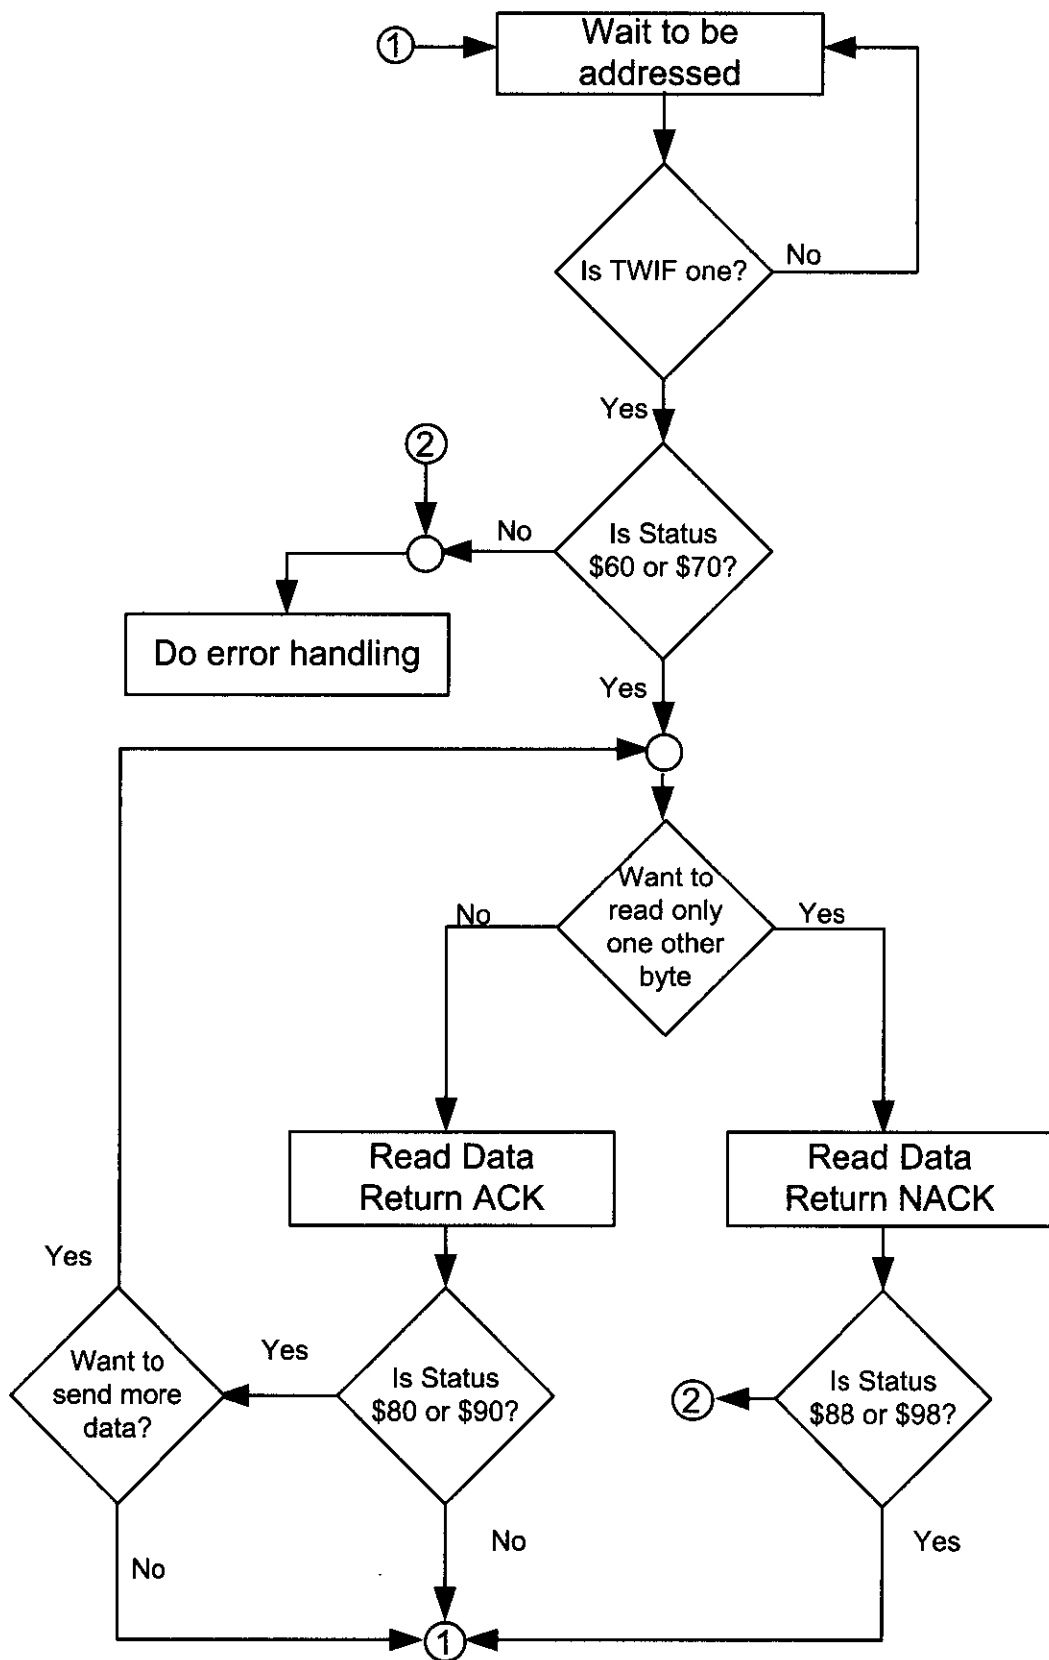 1
Wait to be
addressed
Is TWIF one?
No
Yes
2
No
Is Status
$60 or $70?
Do error handling
Yes
Want to
read only
one other
byte
No
Yes
Read Data
Return ACK
Read Data
Return NACK
Yes
Want to
send more
data?
Yes
Is Status
$80 or $90?
2
Is Status
$88 or $98?
No
No
Yes
1